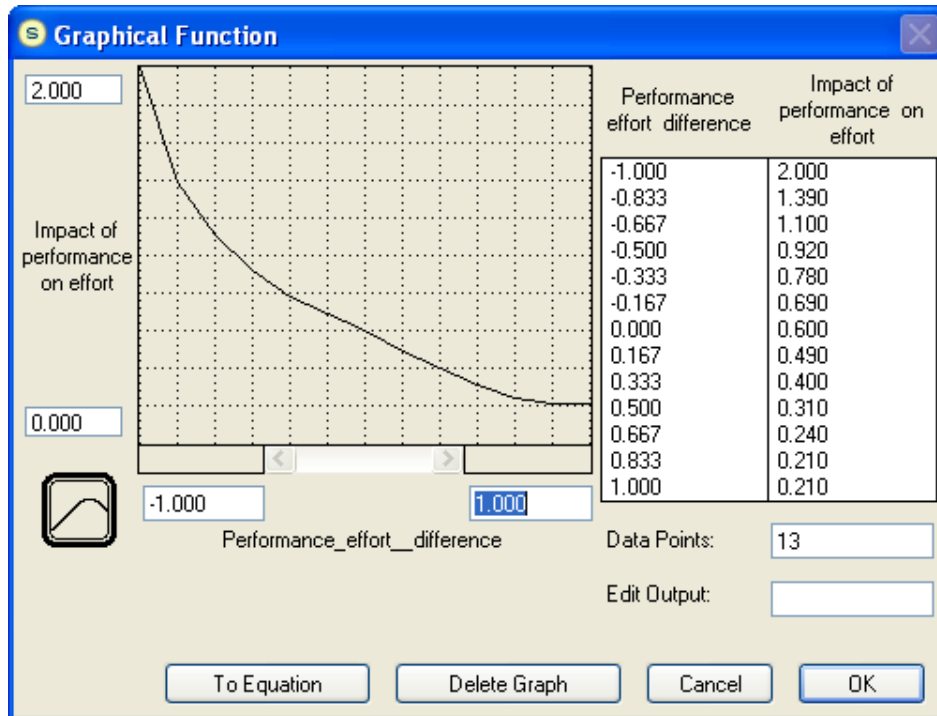 S Graphical Function
2.000
Impact of
performance
on effort
0.000
-1.000
1.000
Performance_effort__difference
Performance
effort difference
Impact of
performance on
effort
-1.000 2.000
-0.833 1.390
-0.667 1.100
-0.500 0.920
-0.333 0.780
-0.167 0.690
0.000 0.600
0.167 0.490
0.333 0.400
0.500 0.310
0.667 0.240
0.833 0.210
1.000 0.210
Data Points: 13
Edit Output:
To Equation Delete Graph Cancel OK